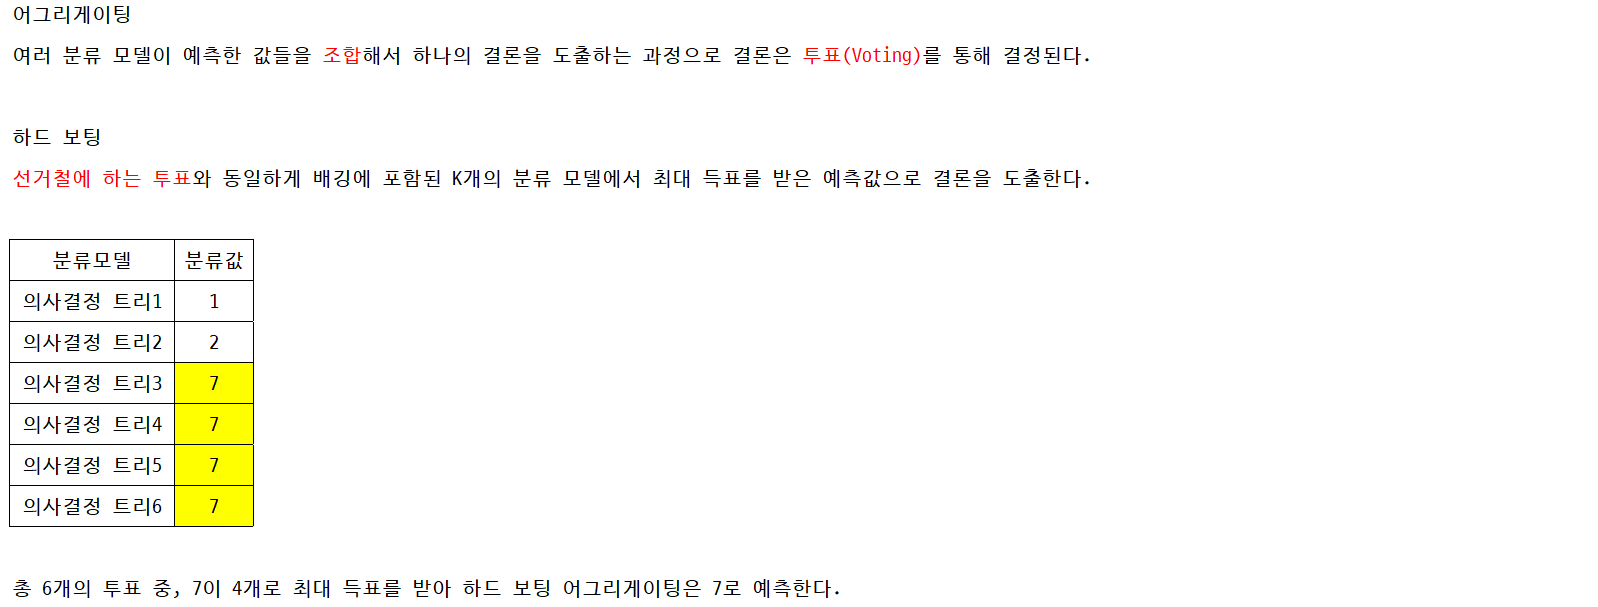 어그리게이팅
여러 분류 모델이 예측한 값들을 조합해서 하나의 결론을 도출하는 과정으로 결론은 투표(Voting)를 통해 결정된다.
하드 보팅
선거철에 하는 투표와 동일하게 배깅에 포함된 K개의 분류 모델에서 최대 득표를 받은 예측값으로 결론을 도출한다.
분류모델 분류값
의사결정 트리1 1
의사결정 트리2 2
의사결정 트리3 7
의사결정 트리4 7
의사결정 트리5 7
의사결정 트리6 7
총 6개의 투표 중, 7이 4개로 최대 득표를 받아 하드 보팅 어그리게이팅은 7로 예측한다.